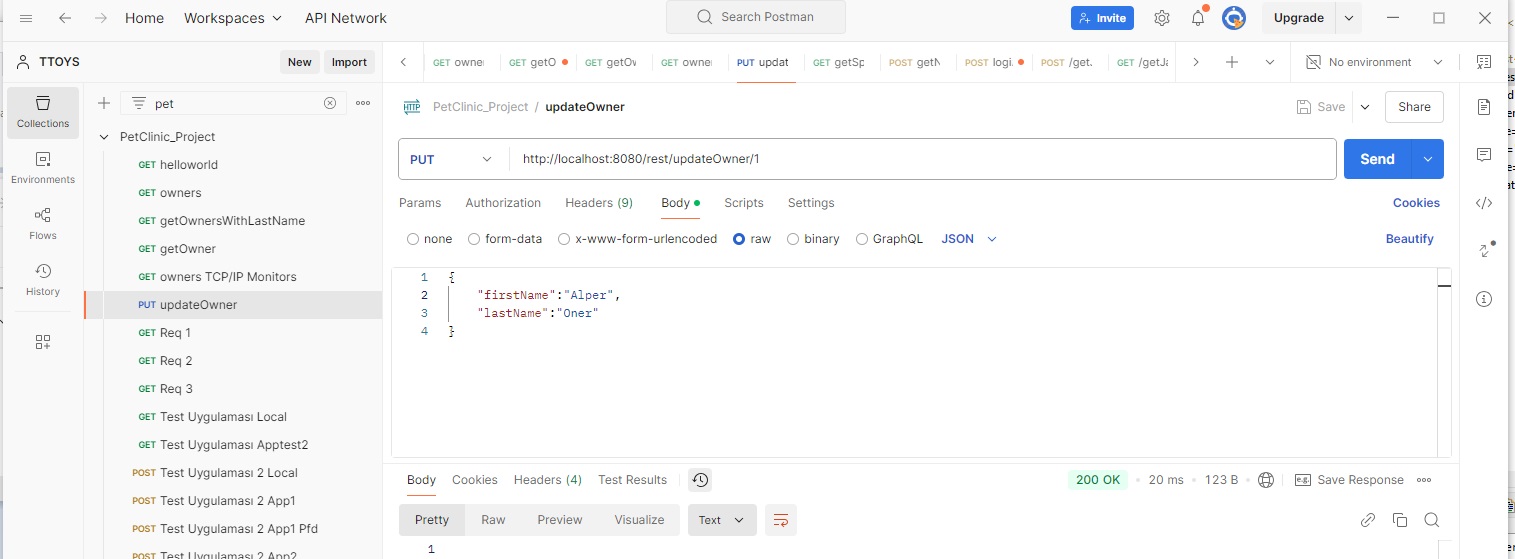 Home Workspaces API Network Search Postman Invite Upgrade
TTOYS New Import
GET owne GET getO GET getOv GET owne PUT updat GET getSp POST getN POST logi. POST /get. GET /getJa No environment
Collections
Environments
Flows
History
pet
PetClinic_Project
GET helloworld
GET owners
GET getOwnersWithLastName
GET getOwner
GET owners TCP/IP Monitors
PUT updateOwner
GET Req 1
GET Req 2
GET Req 3
GET Test Uygulaması Local
GET Test Uygulaması Apptest2
POST Test Uygulaması 2 Local
POST Test Uygulaması 2 App1
POST Test Uygulaması 2 App1 Pfd
POST Test Uygulaması 2 App2
HTTP PetClinic_Project / updateOwner Save Share
PUT http://localhost:8080/rest/updateOwner/1 Send
Params Authorization Headers (9) Body Scripts Settings Cookies
none form-data x-www-form-urlencoded raw binary GraphQL JSON Beautify
1 {
2 "firstName":"Alper",
3 "lastName":"Oner"
4 }
Body Cookies Headers (4) Test Results 200 OK 20 ms 123 B e.g. Save Response
Pretty Raw Preview Visualize Text
1